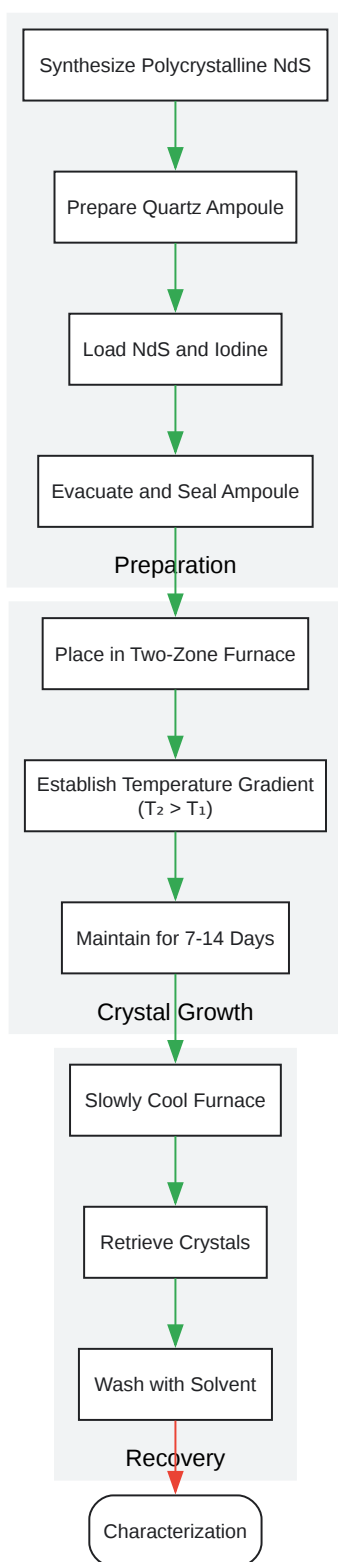 Synthesize Polycrystalline NdS
Prepare Quartz Ampoule
Load NdS and Iodine
Evacuate and Seal Ampoule
Preparation
Place in Two-Zone Furnace
Establish Temperature Gradient
(T₂ > T₁)
Maintain for 7-14 Days
Crystal Growth
Slowly Cool Furnace
Retrieve Crystals
Wash with Solvent
Recovery
Characterization